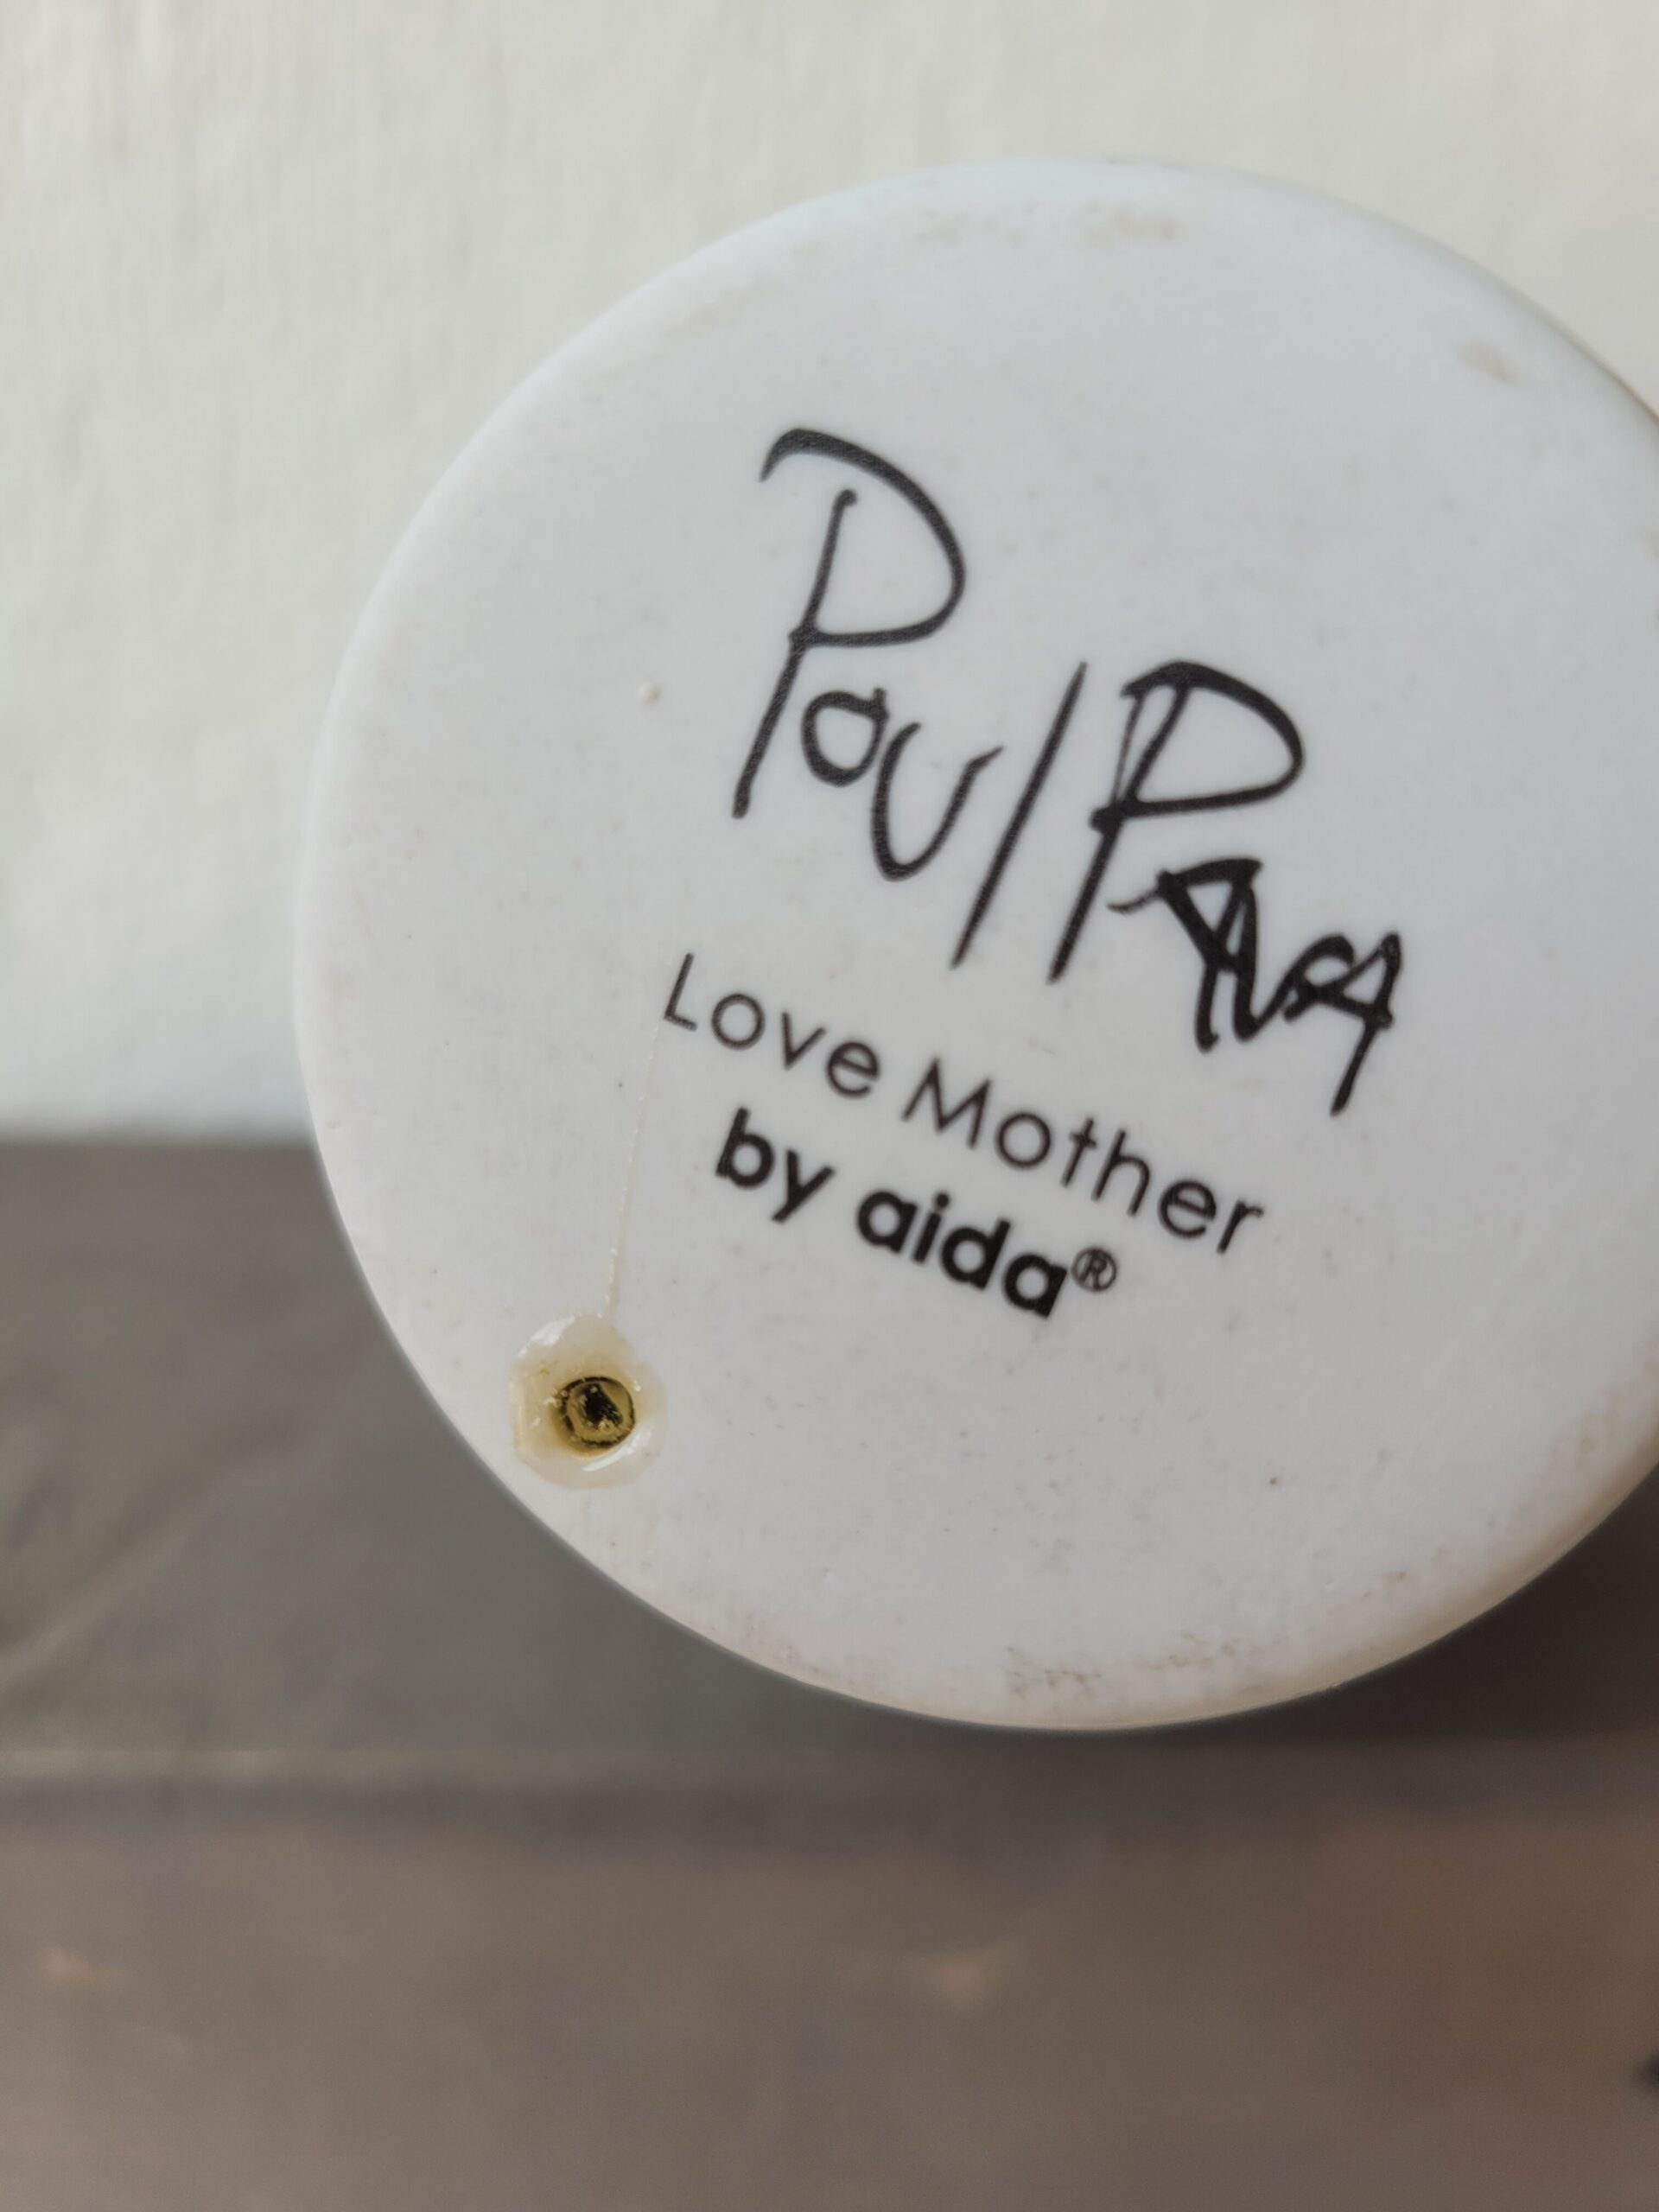 Poul Pava
Love Mother
by aida®